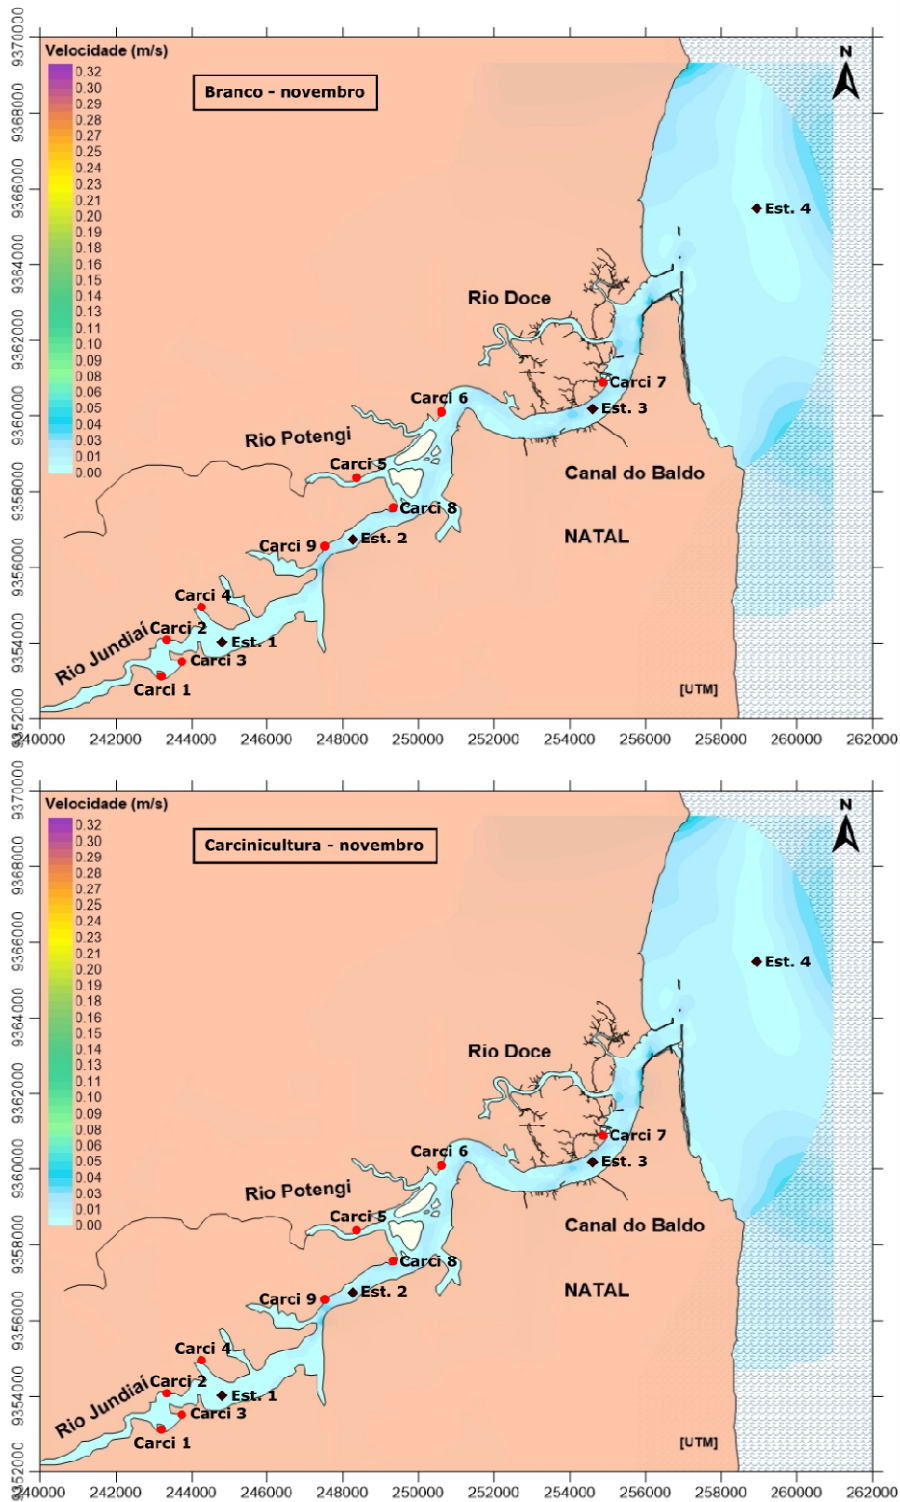 Velocidade (m/s)
Branco - novembro
N
0.32
0.30
0.29
0.28
0.27
0.25
0.24
0.23
0.21
0.20
0.19
0.18
0.16
0.15
0.14
0.13
0.11
0.10
0.09
0.08
0.06
0.05
0.04
0.03
0.01
0.00
9370000
9368000
9366000
9364000
9362000
9360000
9358000
9356000
9354000
9352000
Est. 4
Rio Doce
Carci 7
Carci 6
Est. 3
Rio Potengi
Carci 5
Canal do Baldo
Carci 8
NATAL
Est. 2
Carci 9
Carci 4
Carci 2
Rio Jundiaí
Est. 1
Carci 3
Carci 1
[UTM]
240000 242000 244000 246000 248000 250000 252000 254000 256000 258000 260000 262000
Velocidade (m/s)
Carcinicultura - novembro
N
0.32
0.30
0.29
0.28
0.27
0.25
0.24
0.23
0.21
0.20
0.19
0.18
0.16
0.15
0.14
0.13
0.11
0.10
0.09
0.08
0.06
0.05
0.04
0.03
0.01
0.00
9370000
9368000
9366000
9364000
9362000
9360000
9358000
9356000
9354000
9352000
Est. 4
Rio Doce
Carci 7
Carci 6
Est. 3
Rio Potengi
Carci 5
Canal do Baldo
Carci 8
NATAL
Est. 2
Carci 9
Carci 4
Carci 2
Rio Jundiaí
Est. 1
Carci 3
Carci 1
[UTM]
240000 242000 244000 246000 248000 250000 252000 254000 256000 258000 260000 262000